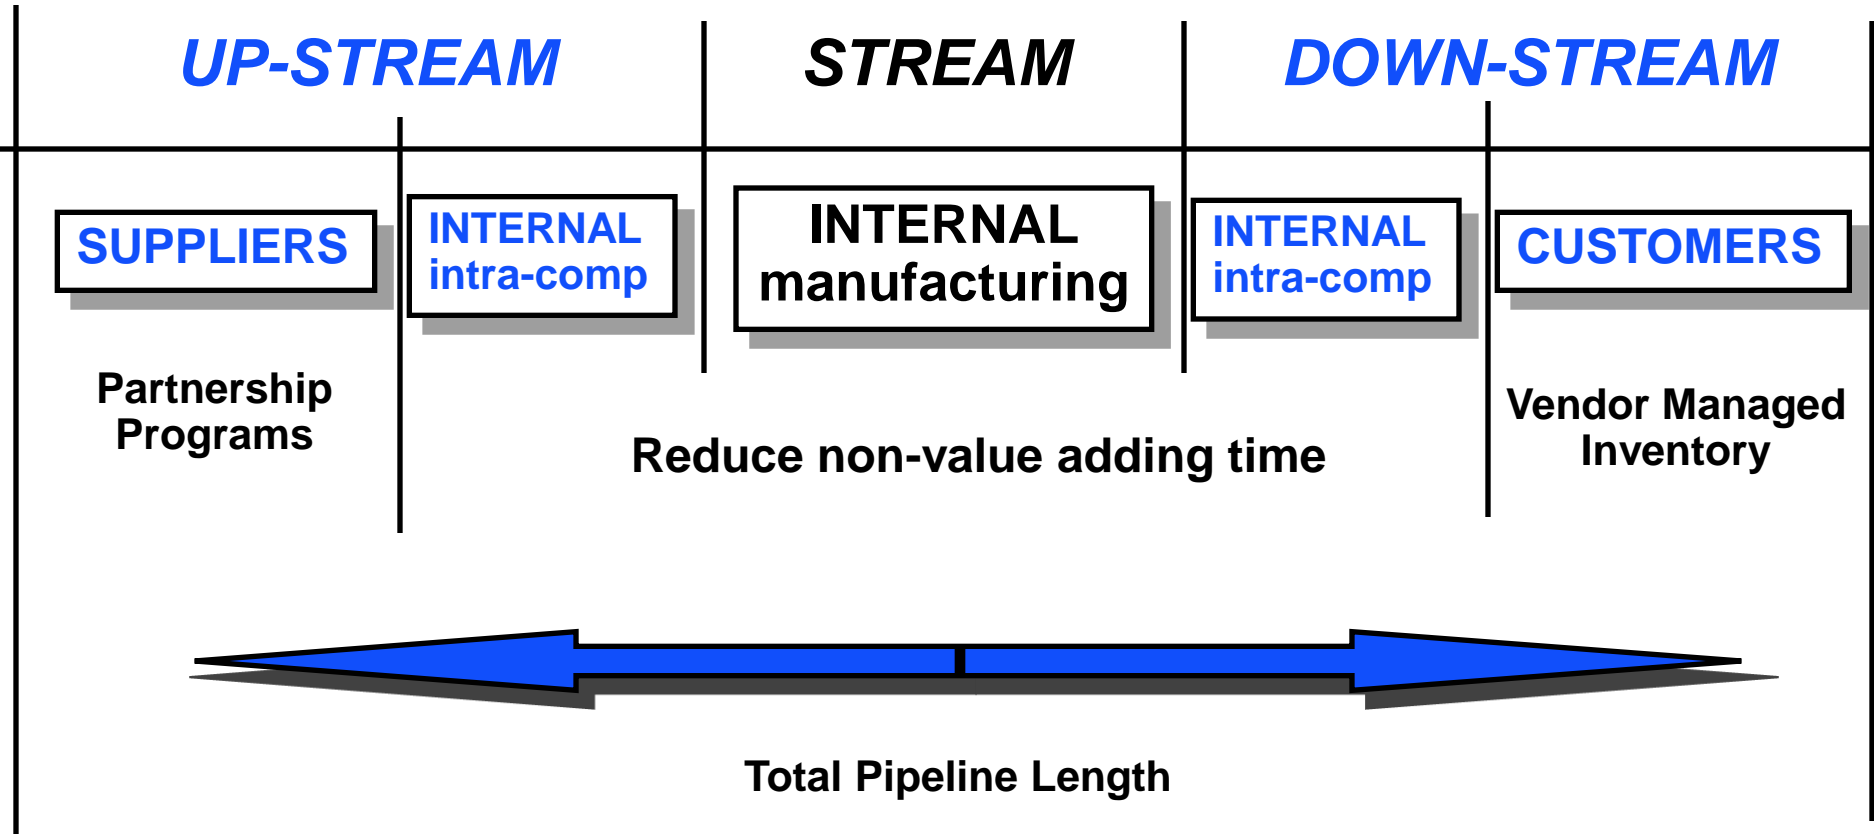 UP-STREAM
STREAM
DOWN-STREAM
SUPPLIERS
INTERNAL
intra-comp
INTERNAL
manufacturing
INTERNAL
intra-comp
CUSTOMERS
Partnership
Programs
Reduce non-value adding time
Vendor Managed
Inventory
Total Pipeline Length